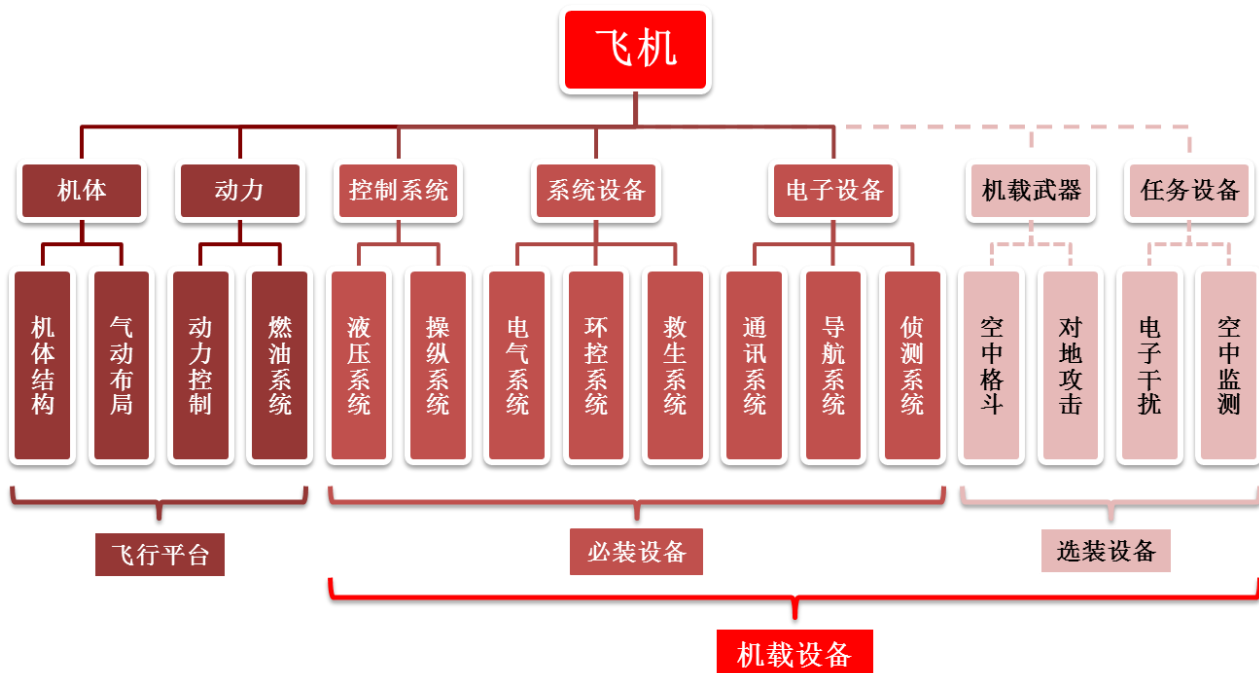 飞机
机体
动力
控制系统
系统设备
电子设备
机载武器
任务设备
机体结构
气动布局
动力控制
燃油系统
液压系统
操纵系统
电气系统
环控系统
救生系统
通讯系统
导航系统
侦测系统
空中格斗
对地攻击
电子干扰
空中监测
飞行平台
必装设备
选装设备
机载设备